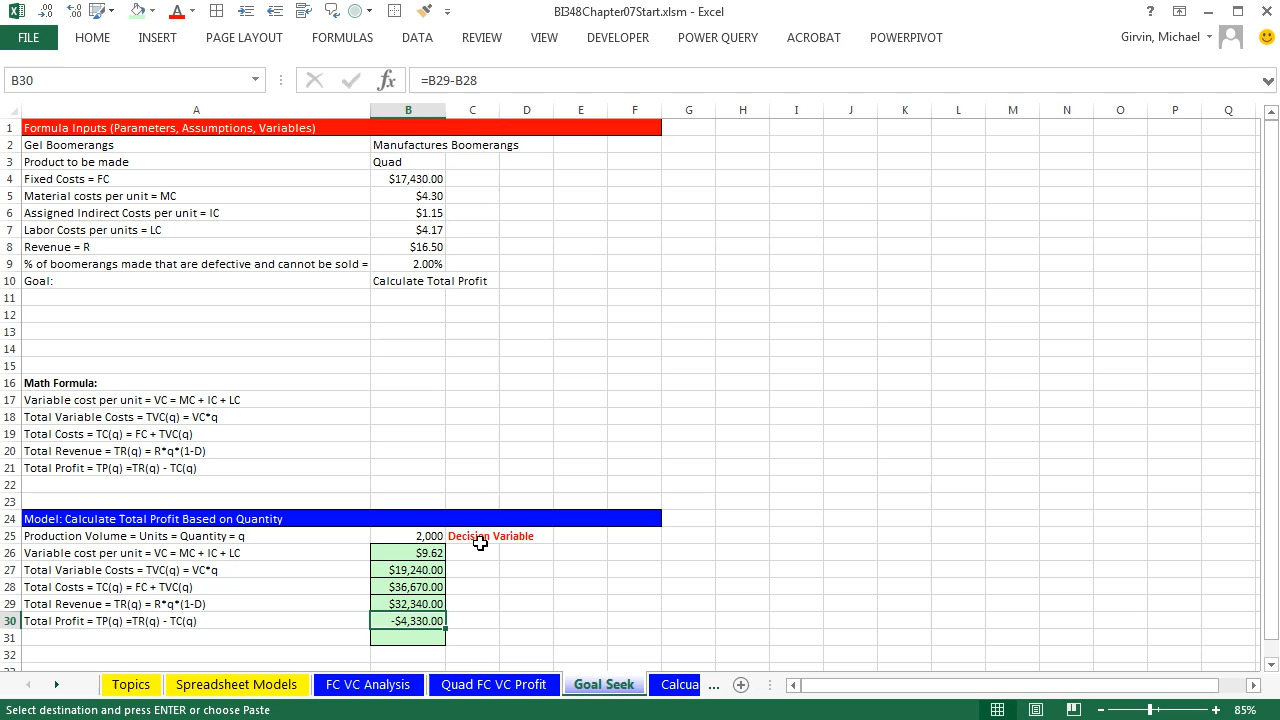 BI348Chapter07Start.xlsm - Excel
FILE HOME INSERT PAGE LAYOUT FORMULAS DATA REVIEW VIEW DEVELOPER POWER QUERY ACROBAT POWERPIVOT Girvin, Michael
B30 fx =B29-B28
A B C D E F G H I J K L M N O P Q
1 Formula Inputs (Parameters, Assumptions, Variables)
2 Gel Boomerangs Manufactures Boomerangs
3 Product to be made Quad
4 Fixed Costs = FC $17,430.00
5 Material costs per unit = MC $4.30
6 Assigned Indirect Costs per unit = IC $1.15
7 Labor Costs per units = LC $4.17
8 Revenue = R $16.50
9 % of boomerangs made that are defective and cannot be sold = 2.00%
10 Goal: Calculate Total Profit
11
12
13
14
15
16 Math Formula:
17 Variable cost per unit = VC = MC + IC + LC
18 Total Variable Costs = TVC(q) = VC*q
19 Total Costs = TC(q) = FC + TVC(q)
20 Total Revenue = TR(q) = R*q*(1-D)
21 Total Profit = TP(q) =TR(q) - TC(q)
22
23
24 Model: Calculate Total Profit Based on Quantity
25 Production Volume = Units = Quantity = q 2,000 Decision Variable
26 Variable cost per unit = VC = MC + IC + LC $9.62
27 Total Variable Costs = TVC(q) = VC*q $19,240.00
28 Total Costs = TC(q) = FC + TVC(q) $36,670.00
29 Total Revenue = TR(q) = R*q*(1-D) $32,340.00
30 Total Profit = TP(q) =TR(q) - TC(q) -$4,330.00
31
32
Topics Spreadsheet Models FC VC Analysis Quad FC VC Profit Goal Seek Calcua ...
Select destination and press ENTER or choose Paste 85%